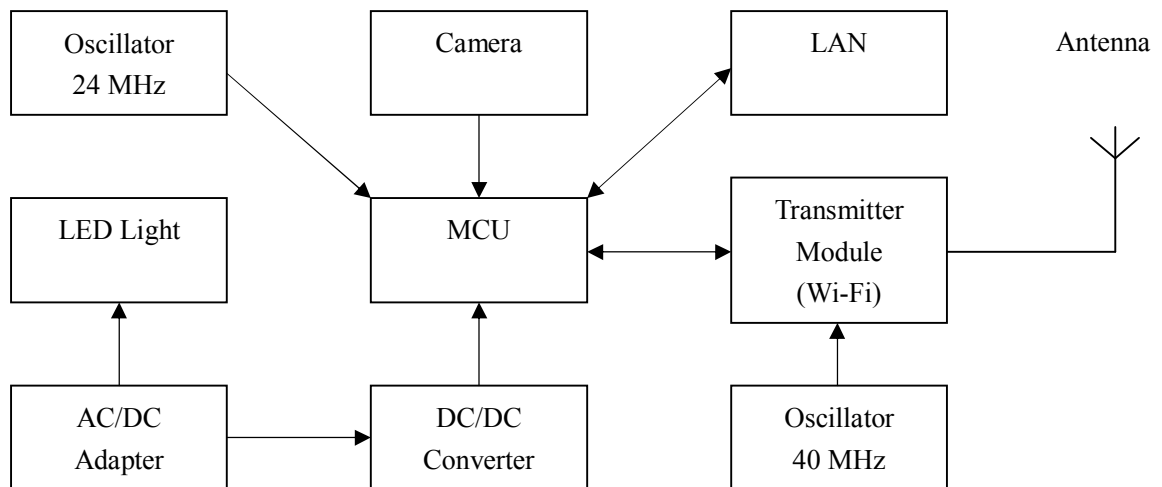 Oscillator
24 MHz
Camera
LAN
Antenna
LED Light
MCU
Transmitter
Module
(Wi-Fi)
AC/DC
Adapter
DC/DC
Converter
Oscillator
40 MHz